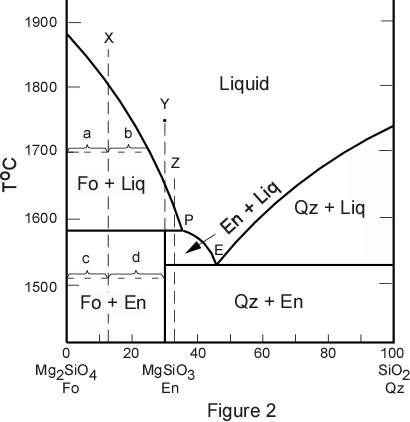 1900
X
1800
Liquid
Y
a b
1700
Z
T°C
Fo + Liq
En + Liq
Qz + Liq
P
1600
E
c d
1500
Fo + En
Qz + En
0 20 40 60 80 100
Mg₂SiO₄ MgSiO₃ SiO₂
Fo En Qz
Figure 2